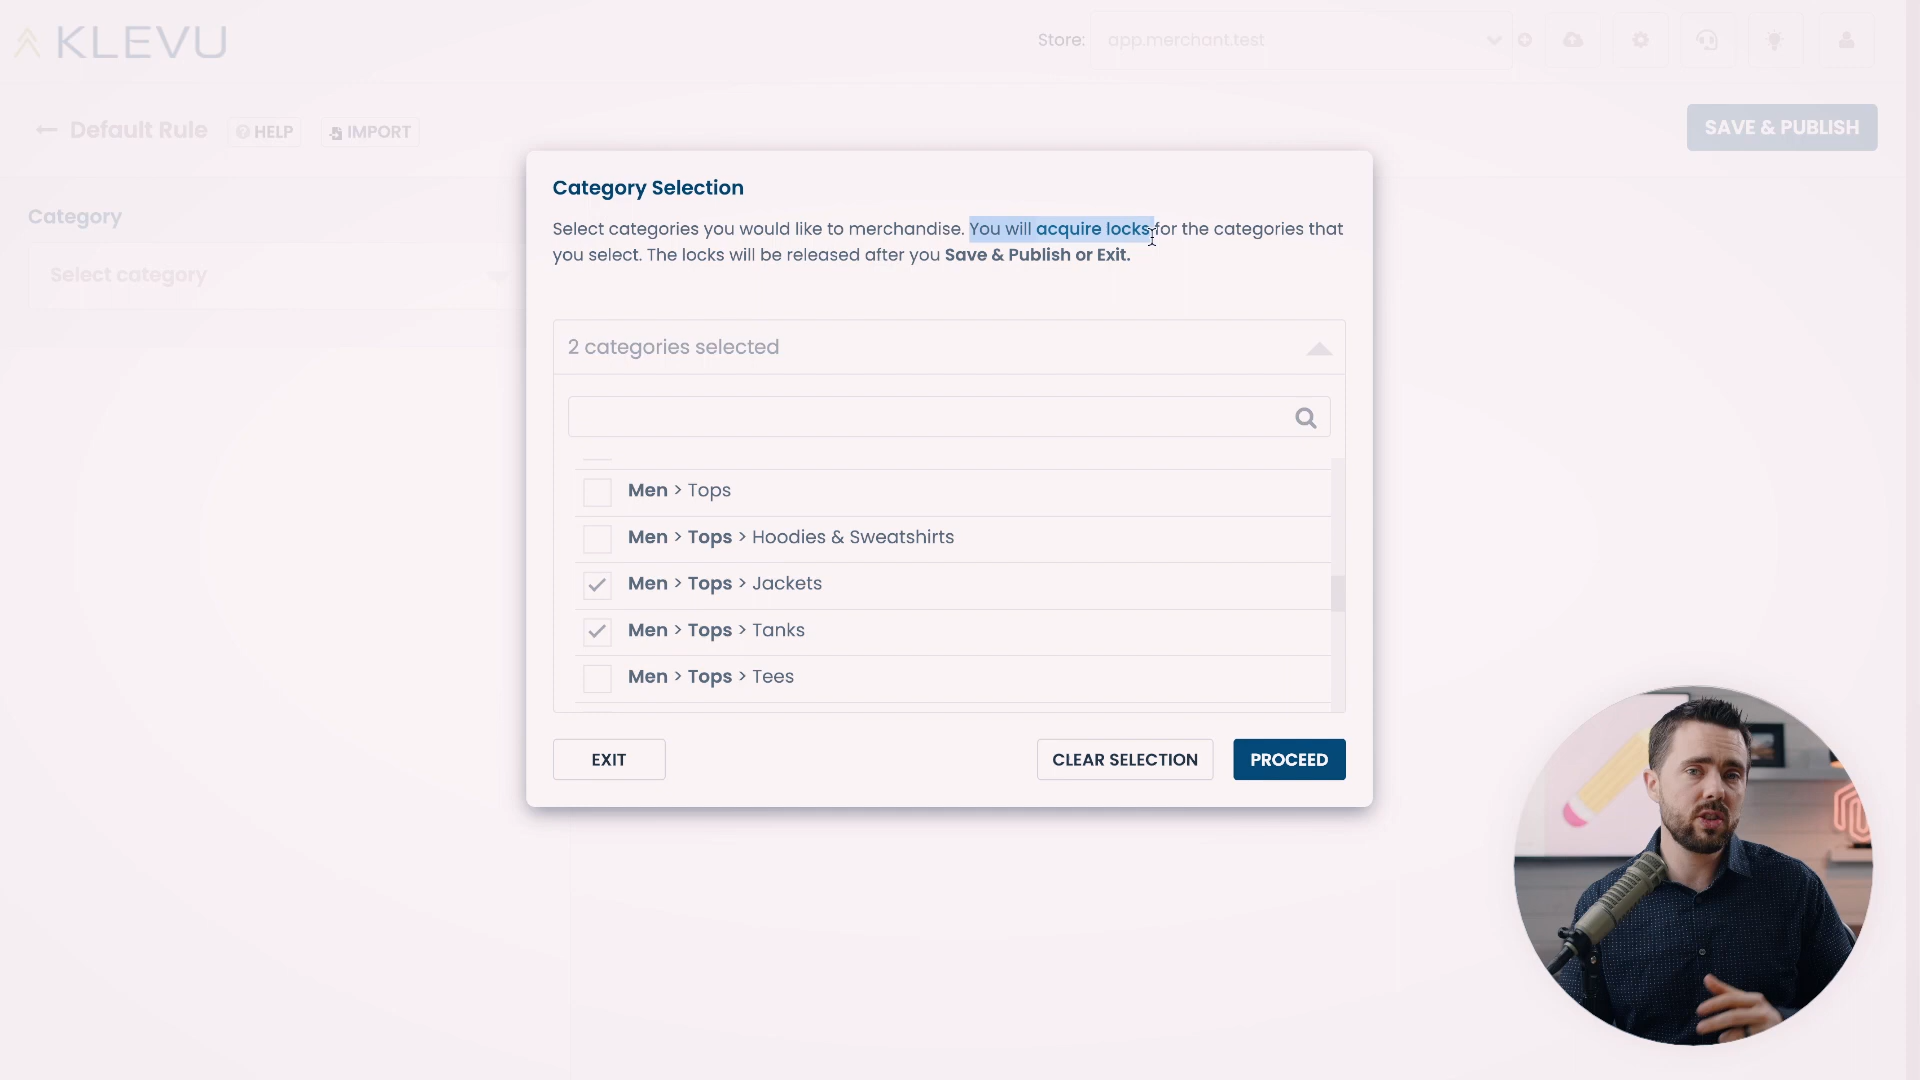 KLEVU
Store: app.merchant.test
Default Rule HELP IMPORT
SAVE & PUBLISH
Category
Select category
Category Selection
Select categories you would like to merchandise. You will acquire locks for the categories that
you select. The locks will be released after you Save & Publish or Exit.
2 categories selected
Men > Tops
Men > Tops > Hoodies & Sweatshirts
Men > Tops > Jackets
Men > Tops > Tanks
Men > Tops > Tees
EXIT
CLEAR SELECTION
PROCEED